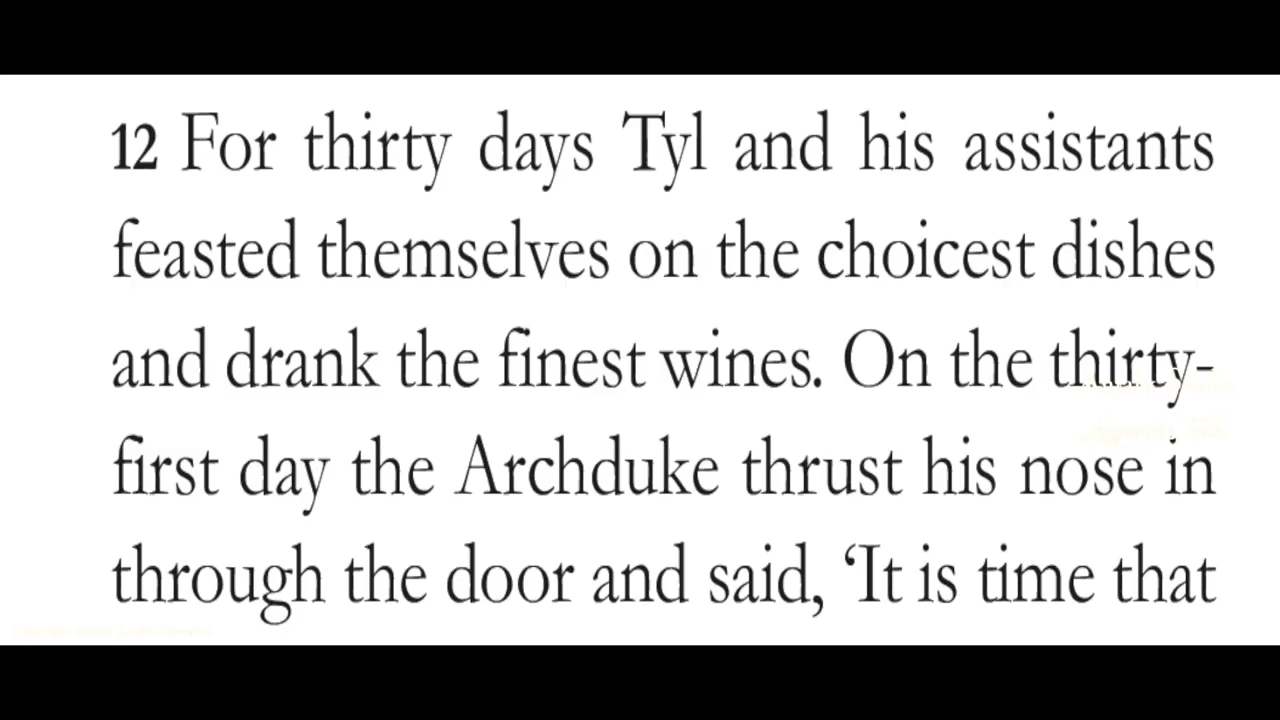 12 For thirty days Tyl and his assistants
feasted themselves on the choicest dishes
and drank the finest wines. On the thirty-
first day the Archduke thrust his nose in
through the door and said, ‘It is time that